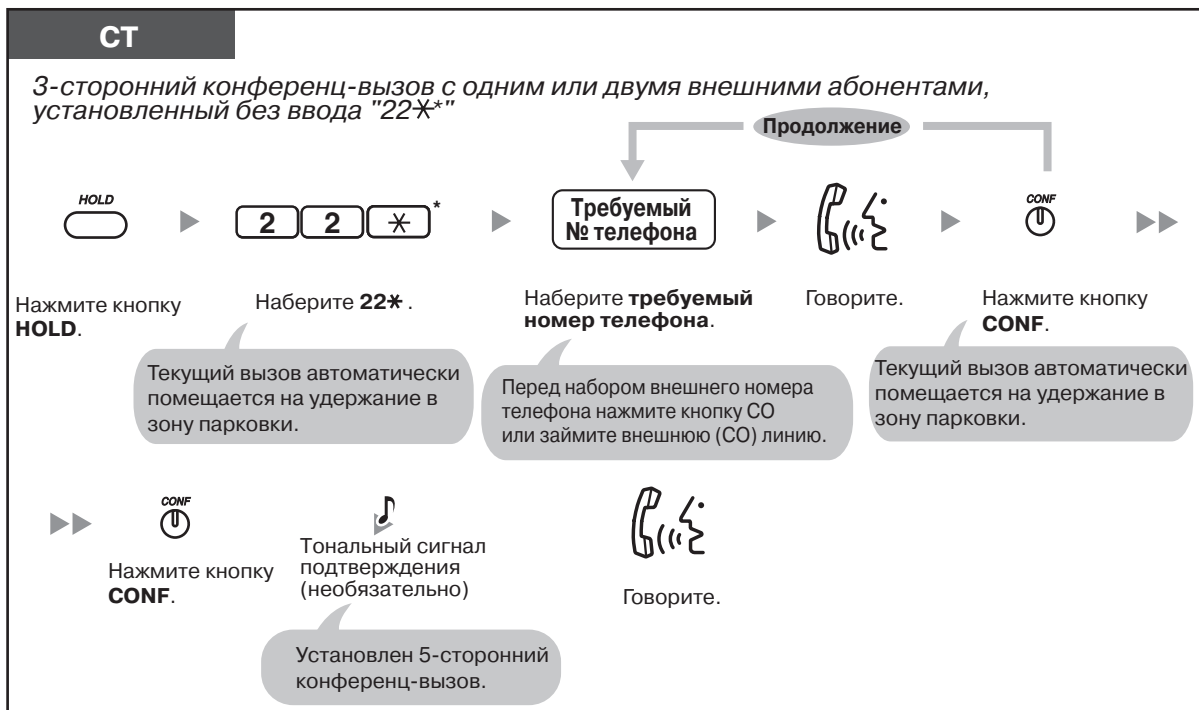 СТ
3-сторонний конференц-вызов с одним или двумя внешними абонентами,
установленный без ввода "22✳*"
Продолжение
HOLD
2 2 ✳ *
Требуемый
№ телефона
CONF
Нажмите кнопку
HOLD.
Наберите 22✳ .
Наберите требуемый
номер телефона.
Говорите.
Нажмите кнопку
CONF.
Текущий вызов автоматически
помещается на удержание в
зону парковки.
Перед набором внешнего номера
телефона нажмите кнопку СО
или займите внешнюю (СО) линию.
Текущий вызов автоматически
помещается на удержание в
зону парковки.
CONF
Нажмите кнопку
CONF.
Тональный сигнал
подтверждения
(необязательно)
Говорите.
Установлен 5-сторонний
конференц-вызов.